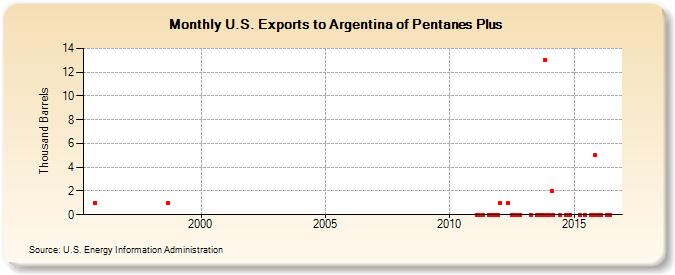 Monthly U.S. Exports to Argentina of Pentanes Plus
Thousand Barrels
14
12
10
8
6
4
2
0
2000 2005 2010 2015
Source: U.S. Energy Information Administration